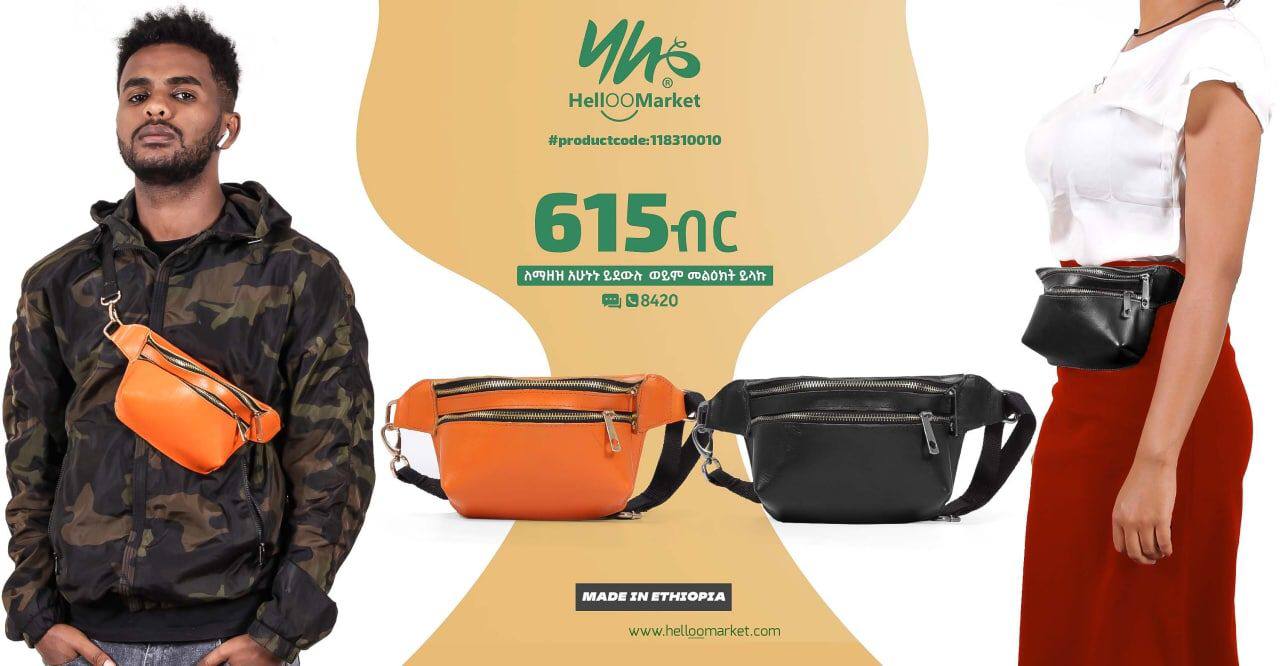 ሃሎ
HellOOMarket
#productcode:118310010
615ብር
ለማዘዝ አሁኑኑ ይደውሉ ወይም መልዕክት ይላኩ
8420
MADE IN ETHIOPIA
www.helloomarket.com